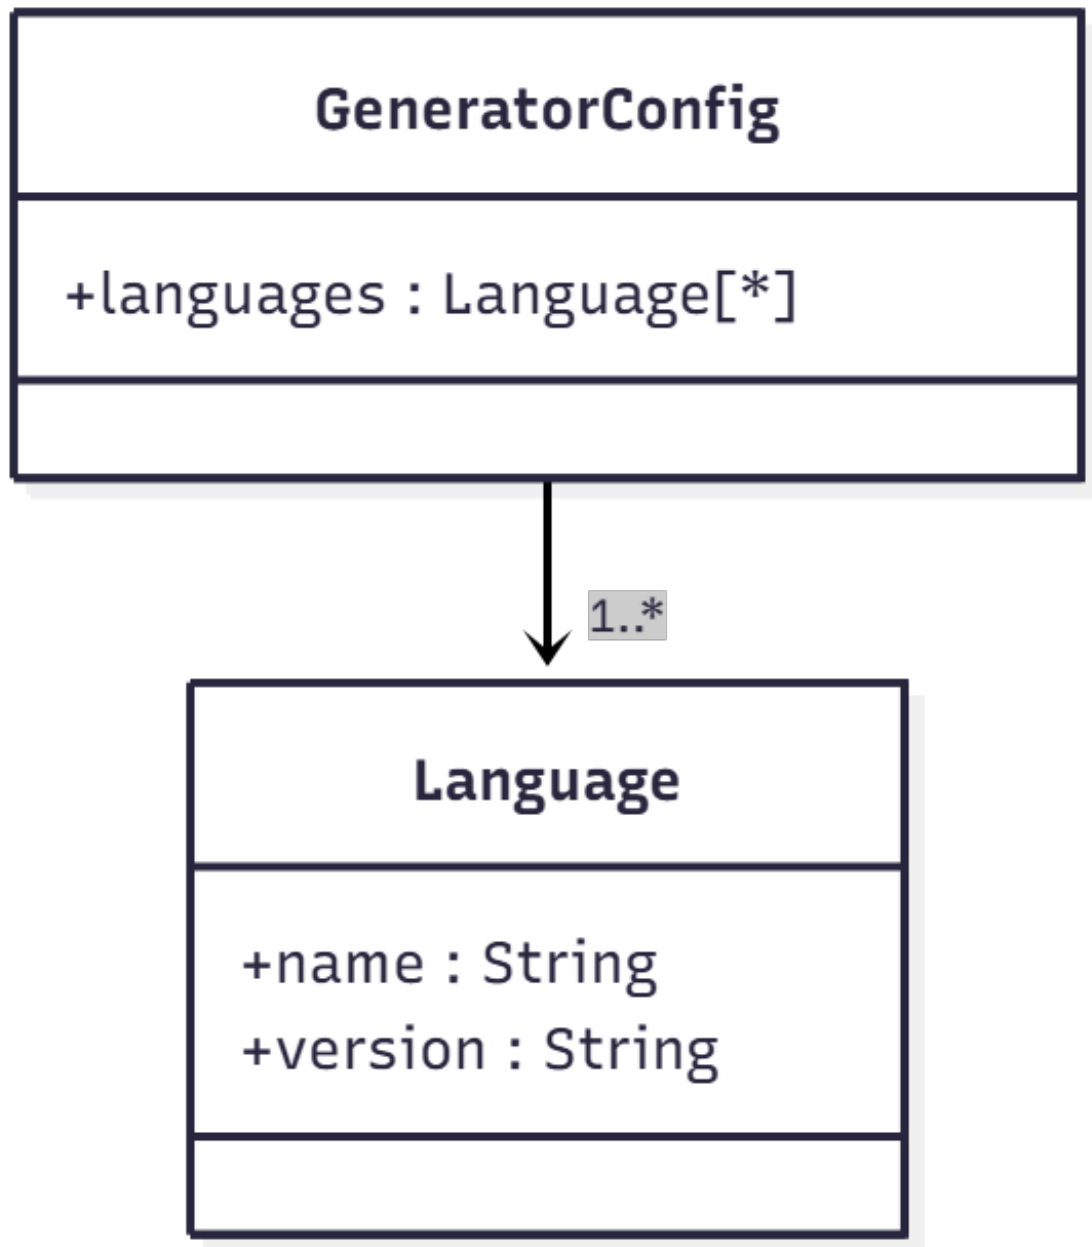 GeneratorConfig
+languages : Language[*]
1..*
Language
+name : String
+version : String